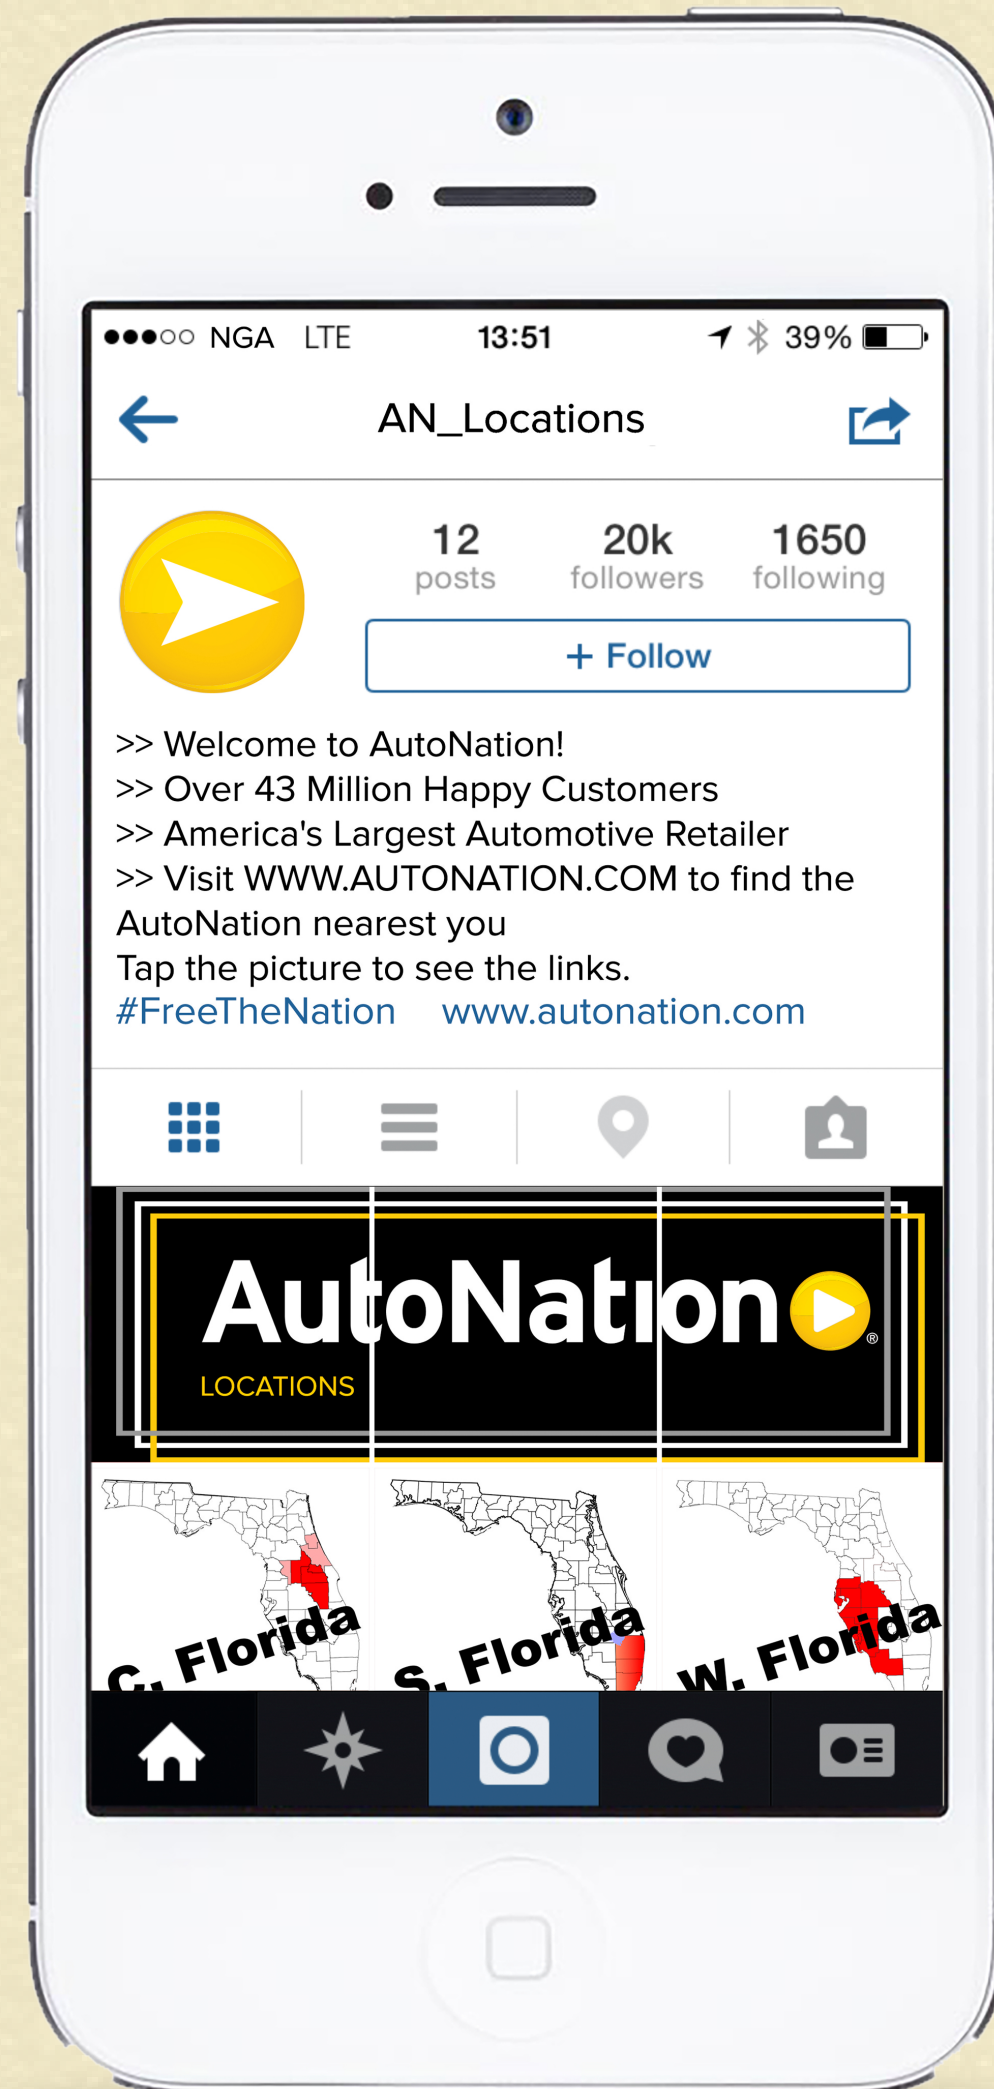 NGA LTE 13:51 39%
AN_Locations
12 20k 1650
posts followers following
+ Follow
>> Welcome to AutoNation!
>> Over 43 Million Happy Customers
>> America's Largest Automotive Retailer
>> Visit WWW.AUTONATION.COM to find the
AutoNation nearest you
Tap the picture to see the links.
#FreeTheNation www.autonation.com
AutoNation ®
LOCATIONS
C. Florida S. Florida W. Florida